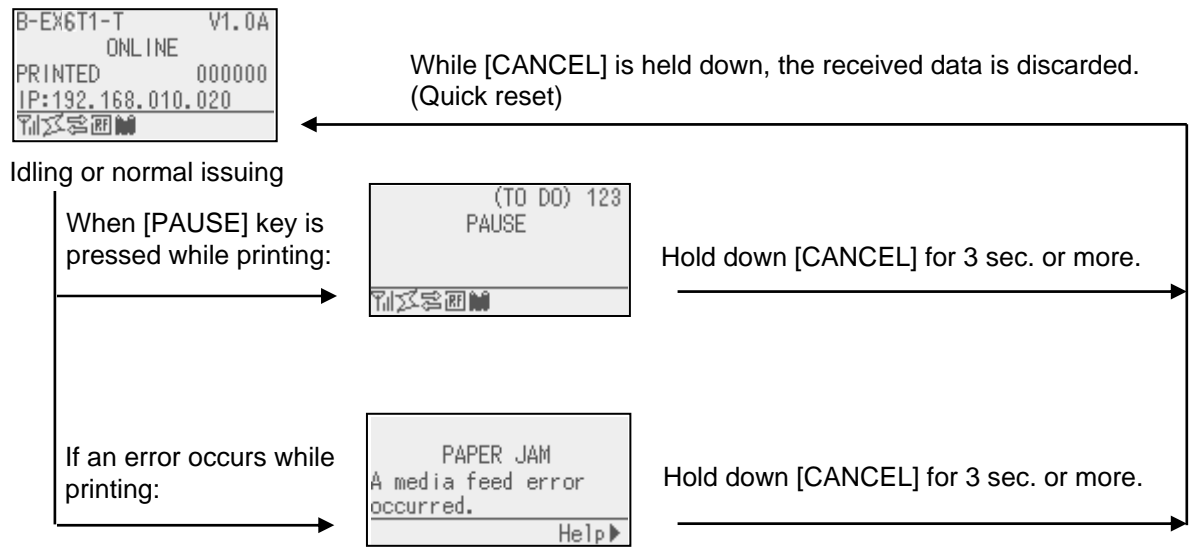 B-EX6T1-T V1.0A
ONLINE
PRINTED 000000
IP:192.168.010.020
RF
While [CANCEL] is held down, the received data is discarded.
(Quick reset)
Idling or normal issuing
When [PAUSE] key is
pressed while printing:
(TO DO) 123
PAUSE
RF
Hold down [CANCEL] for 3 sec. or more.
If an error occurs while
printing:
PAPER JAM
A media feed error
occurred.
Help
Hold down [CANCEL] for 3 sec. or more.